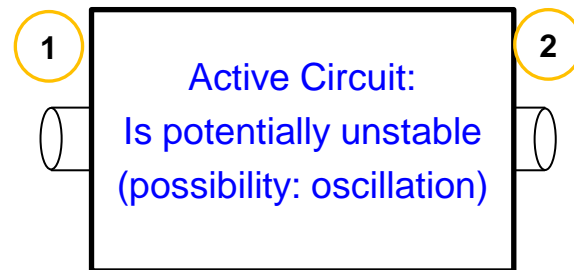 1
2
Active Circuit:
Is potentially unstable
(possibility: oscillation)